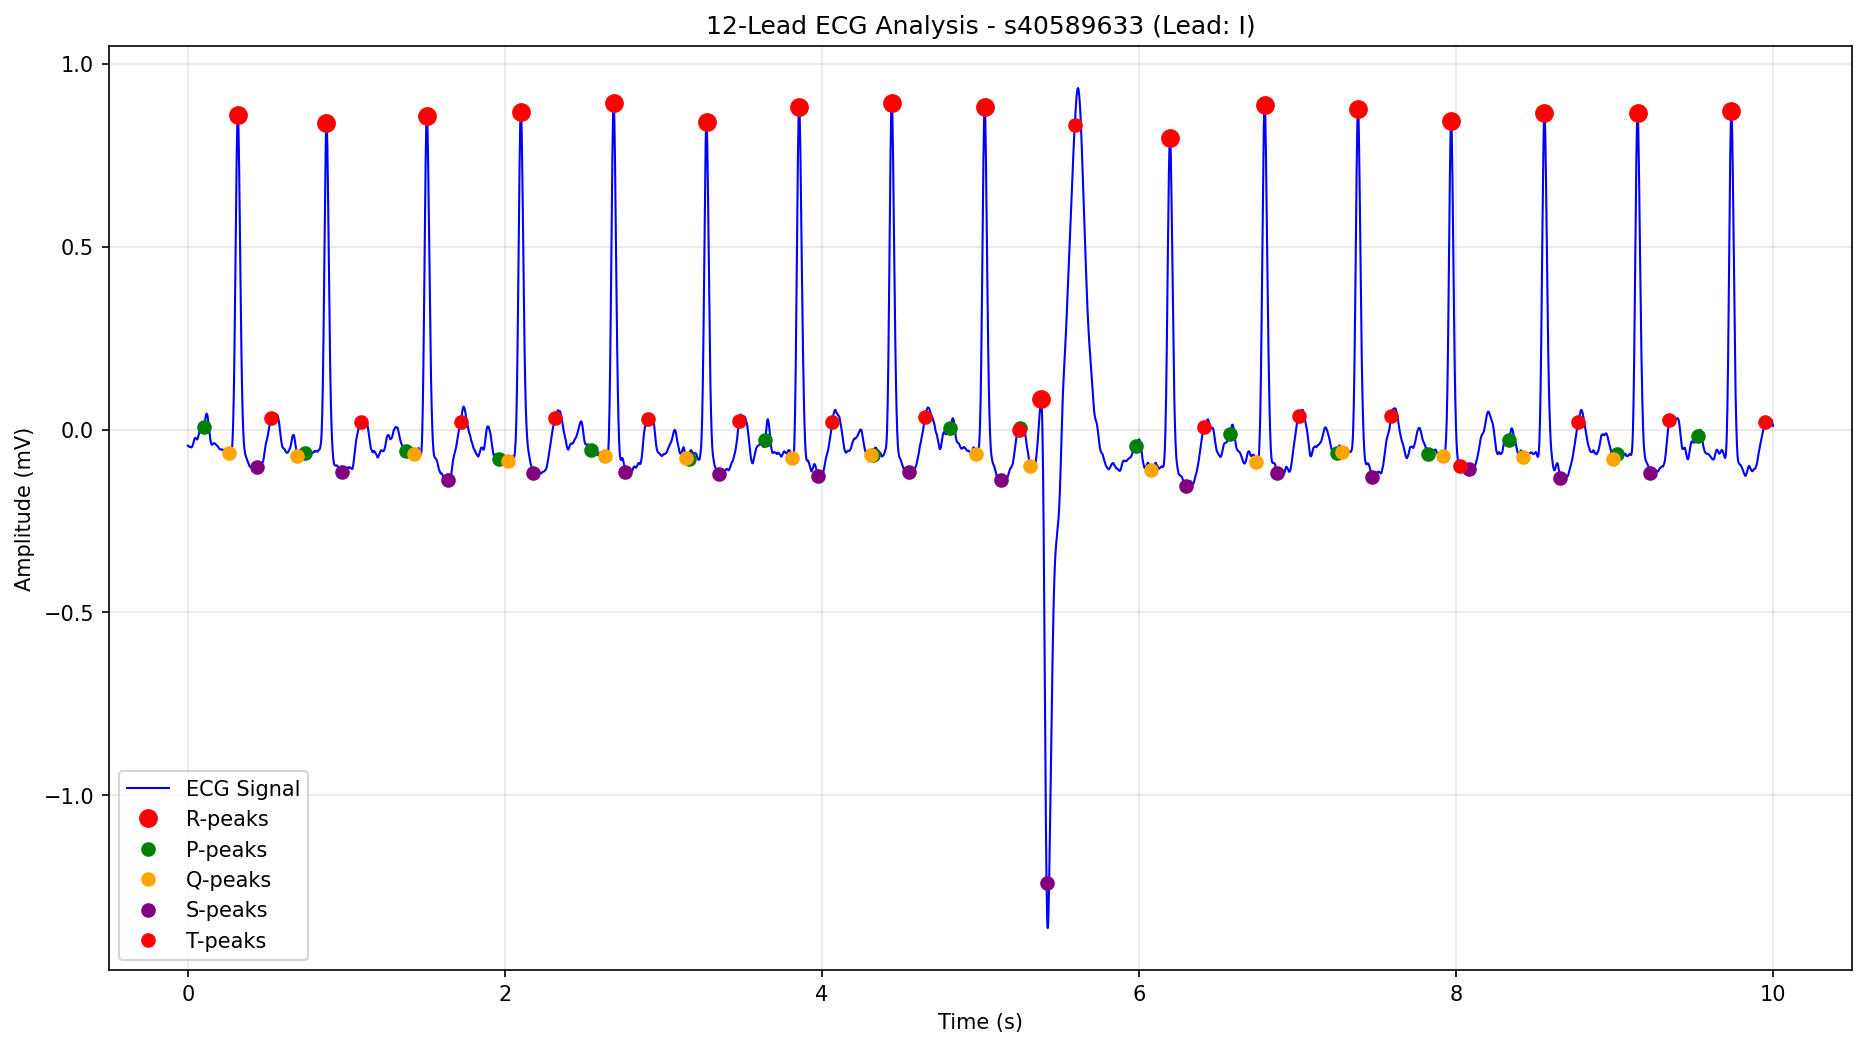 12-Lead ECG Analysis - s40589633 (Lead: I)
1.0
0.5
0.0
−0.5
−1.0
Amplitude (mV)
ECG Signal
R-peaks
P-peaks
Q-peaks
S-peaks
T-peaks
0 2 4 6 8 10
Time (s)